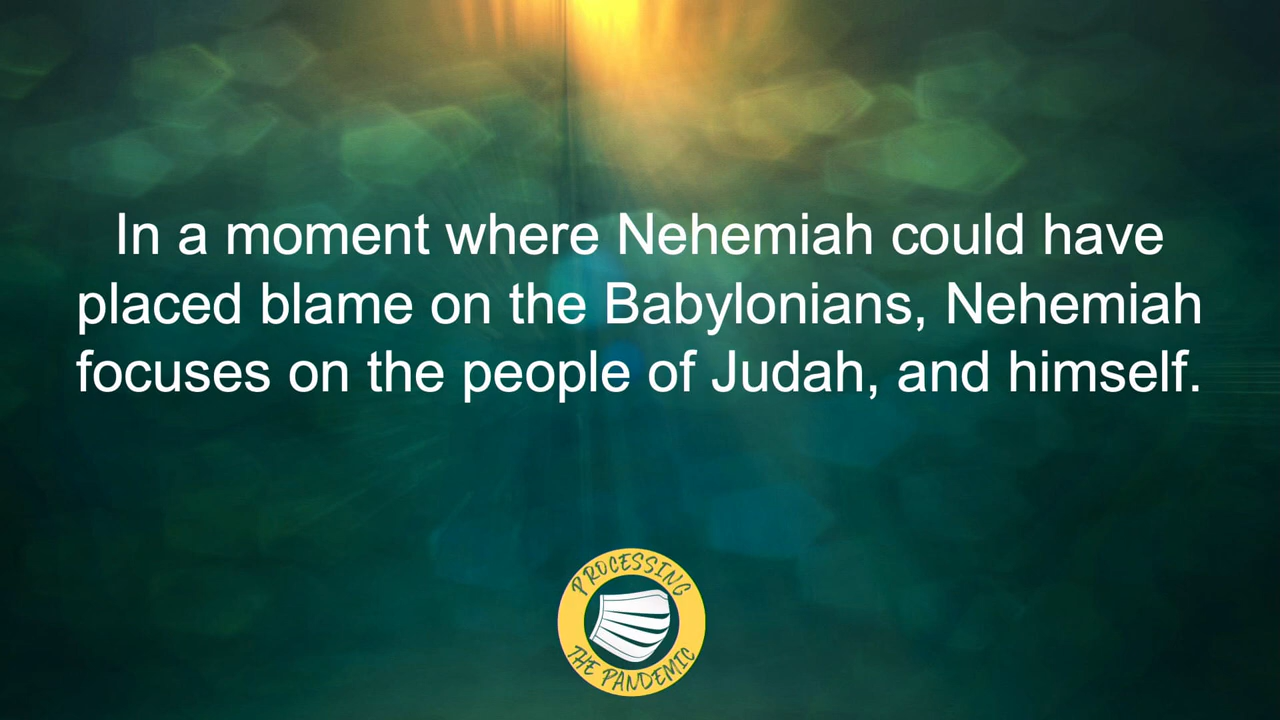 In a moment where Nehemiah could have
placed blame on the Babylonians, Nehemiah
focuses on the people of Judah, and himself.
PROCESSING
THE PANDEMIC